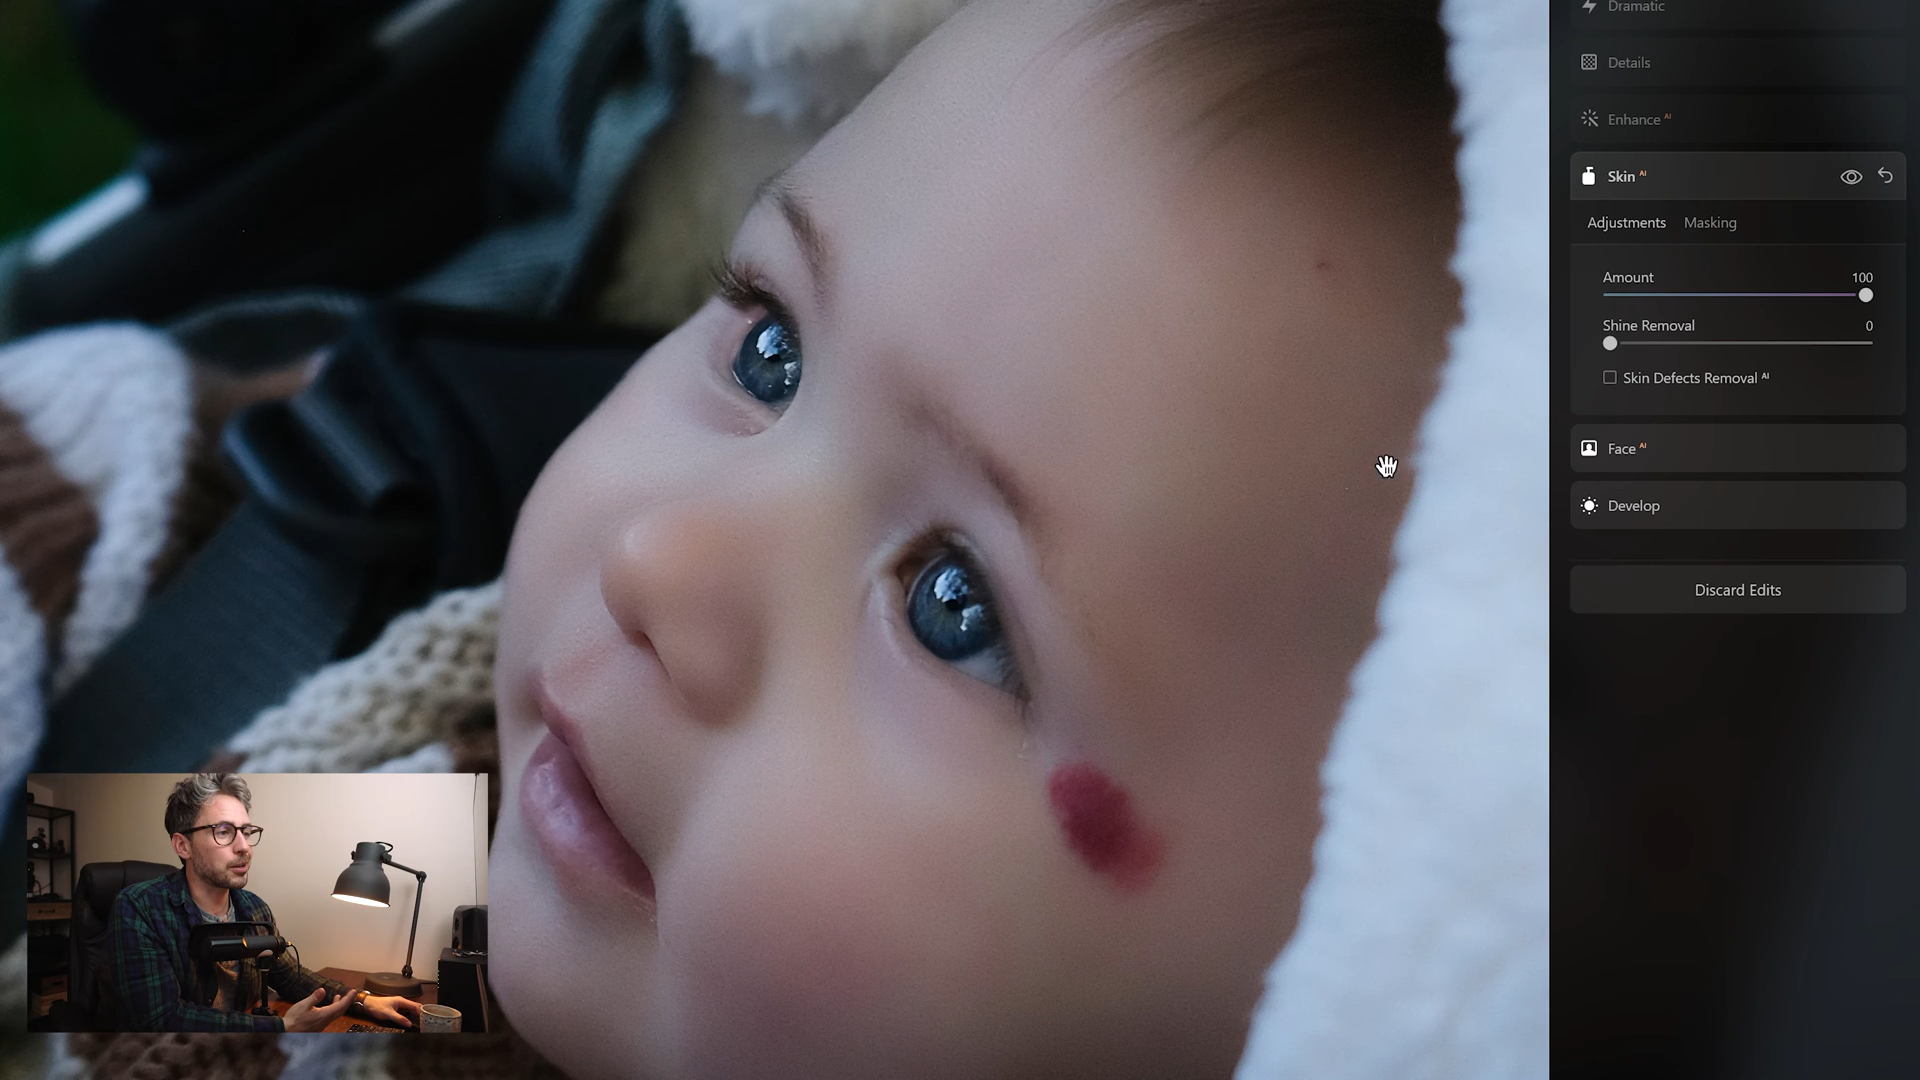 Dramatic
Details
Enhance AI
Skin AI
Adjustments Masking
Amount 100
Shine Removal 0
Skin Defects Removal AI
Face AI
Develop
Discard Edits